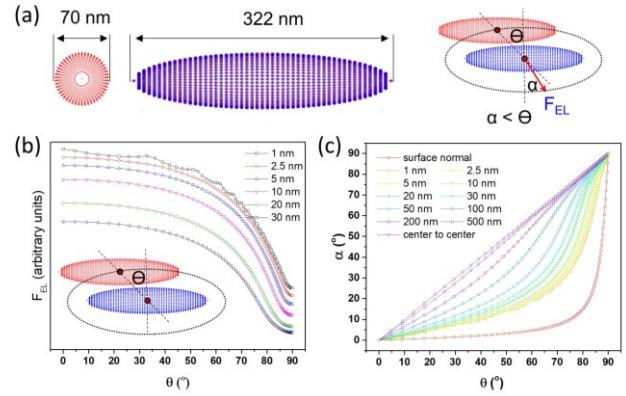 (a)
70 nm
322 nm
Θ
α
F_EL
α < Θ
(b)
F_EL (arbitrary units)
1 nm
2.5 nm
5 nm
10 nm
20 nm
30 nm
Θ
0 10 20 30 40 50 60 70 80 90
θ (°)
(c)
α (°)
90
80
70
60
50
40
30
20
10
0
surface normal
1 nm 2.5 nm
5 nm 10 nm
20 nm 30 nm
50 nm 100 nm
200 nm 500 nm
center to center
0 10 20 30 40 50 60 70 80 90
θ (°)